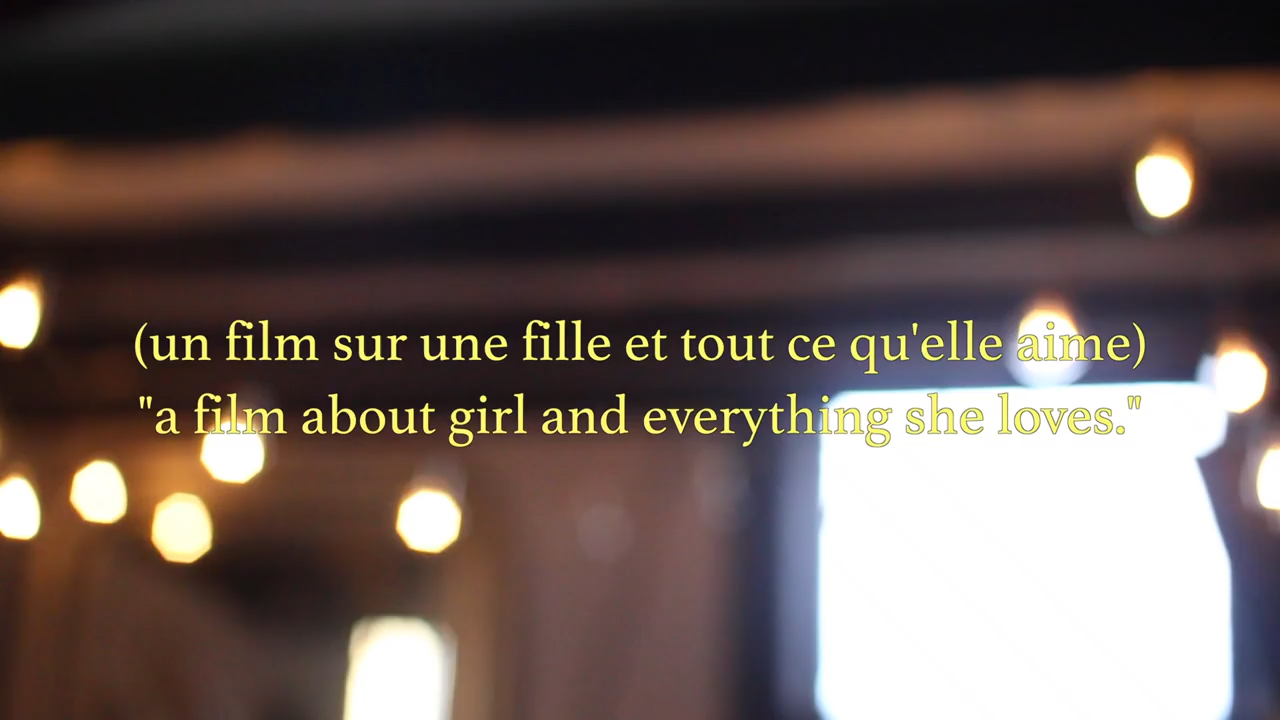 (un film sur une fille et tout ce qu'elle aime)
"a film about girl and everything she loves."